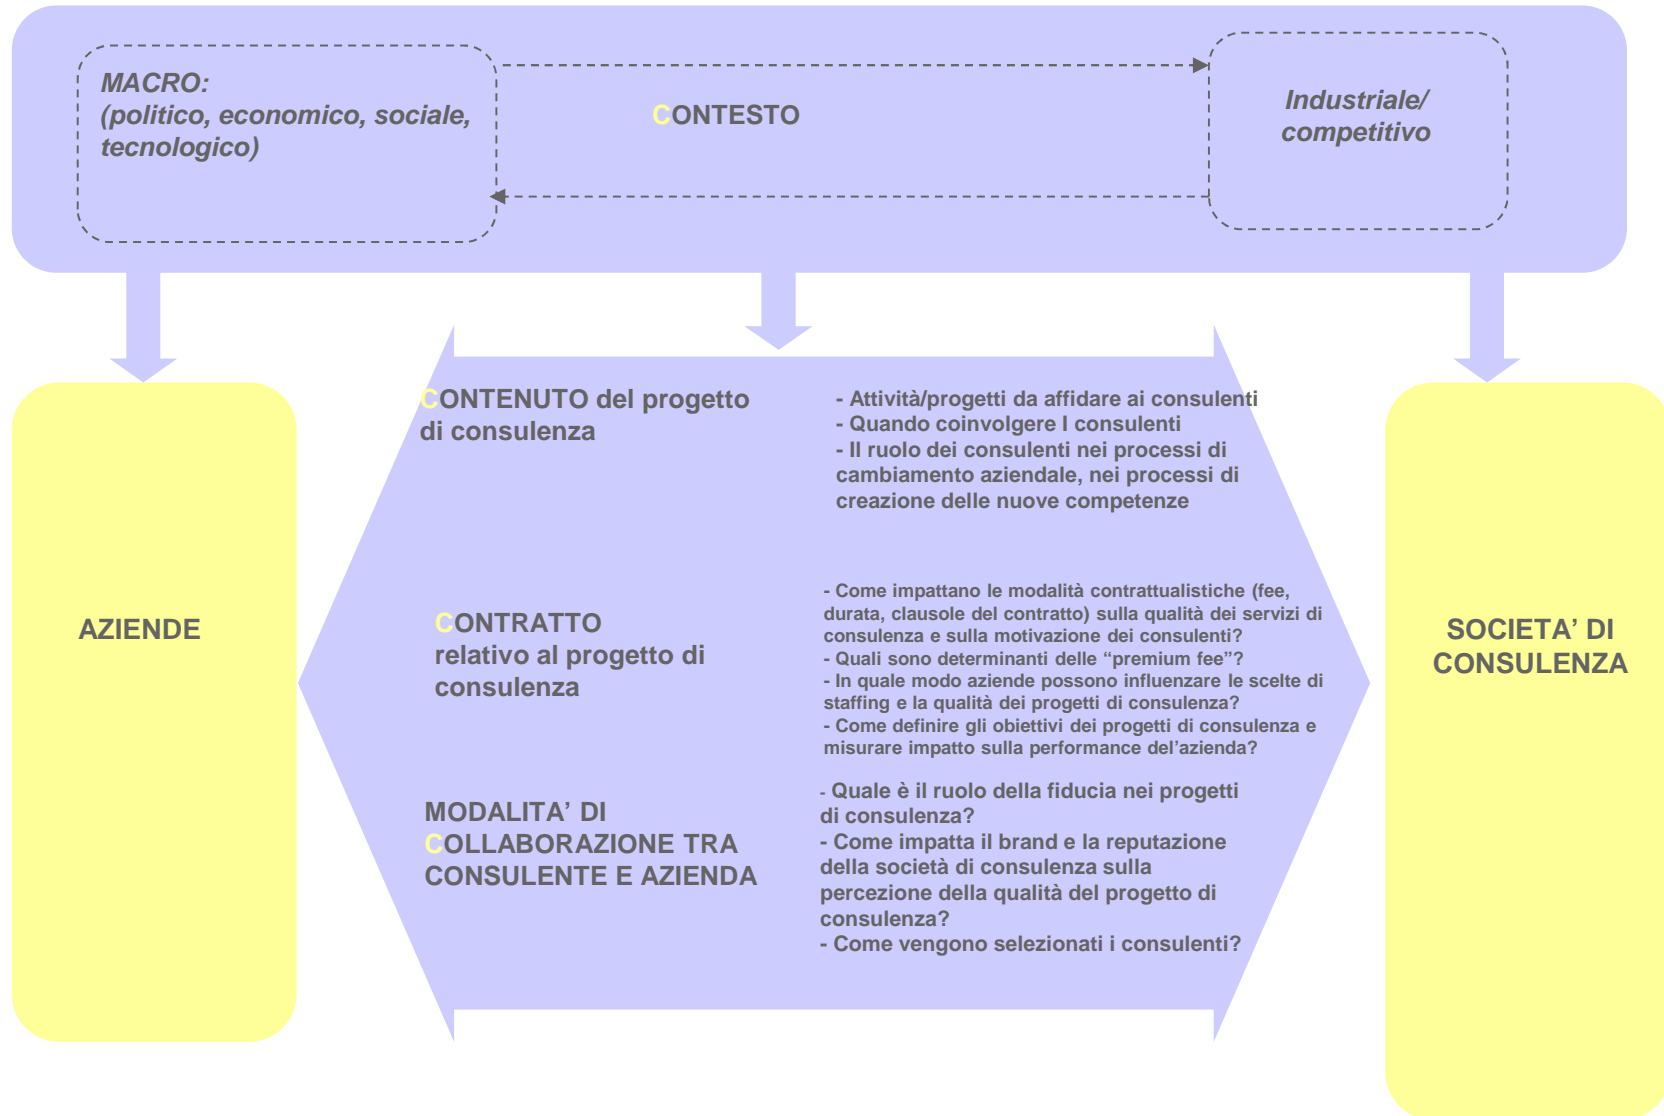 MACRO:
(politico, economico, sociale,
tecnologico)
CONTESTO
Industriale/
competitivo
AZIENDE
CONTENUTO del progetto
di consulenza
- Attività/progetti da affidare ai consulenti
- Quando coinvolgere I consulenti
- Il ruolo dei consulenti nei processi di
cambiamento aziendale, nei processi di
creazione delle nuove competenze
CONTRATTO
relativo al progetto di
consulenza
- Come impattano le modalità contrattualistiche (fee,
durata, clausole del contratto) sulla qualità dei servizi di
consulenza e sulla motivazione dei consulenti?
- Quali sono determinanti delle “premium fee”?
- In quale modo aziende possono influenzare le scelte di
staffing e la qualità dei progetti di consulenza?
- Come definire gli obiettivi dei progetti di consulenza e
misurare impatto sulla performance del’azienda?
MODALITA’ DI
COLLABORAZIONE TRA
CONSULENTE E AZIENDA
- Quale è il ruolo della fiducia nei progetti
di consulenza?
- Come impatta il brand e la reputazione
della società di consulenza sulla
percezione della qualità del progetto di
consulenza?
- Come vengono selezionati i consulenti?
SOCIETA’ DI
CONSULENZA